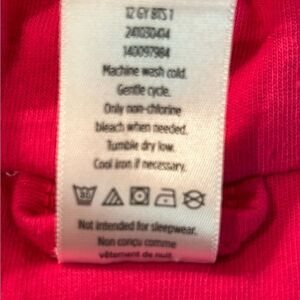 12 GY BTS 1
241030414
140097984
Machine wash cold.
Gentle cycle.
Only non-chlorine
bleach when needed.
Tumble dry low.
Cool iron if necessary.
Not intended for sleepwear.
Non conçu comme
vêtement de nuit.